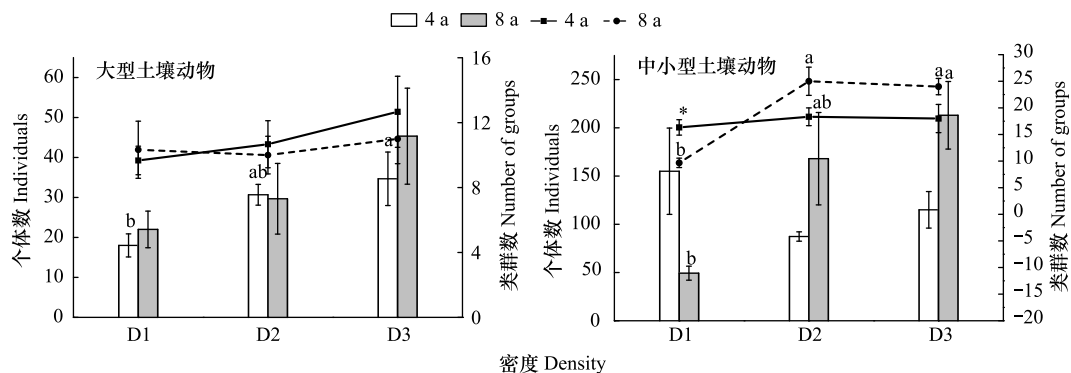 4 a 8 a 4 a 8 a
大型土壤动物
个体数 Individuals
60
50
40
30
20
10
0
16
12
8
4
0
类群数 Number of groups
b
ab
a
D1 D2 D3
中小型土壤动物
个体数 Individuals
250
200
150
100
50
0
30
25
20
15
10
5
0
−5
−10
−15
−20
类群数 Number of groups
*
b
b
a
ab
a
a
D1 D2 D3
密度 Density